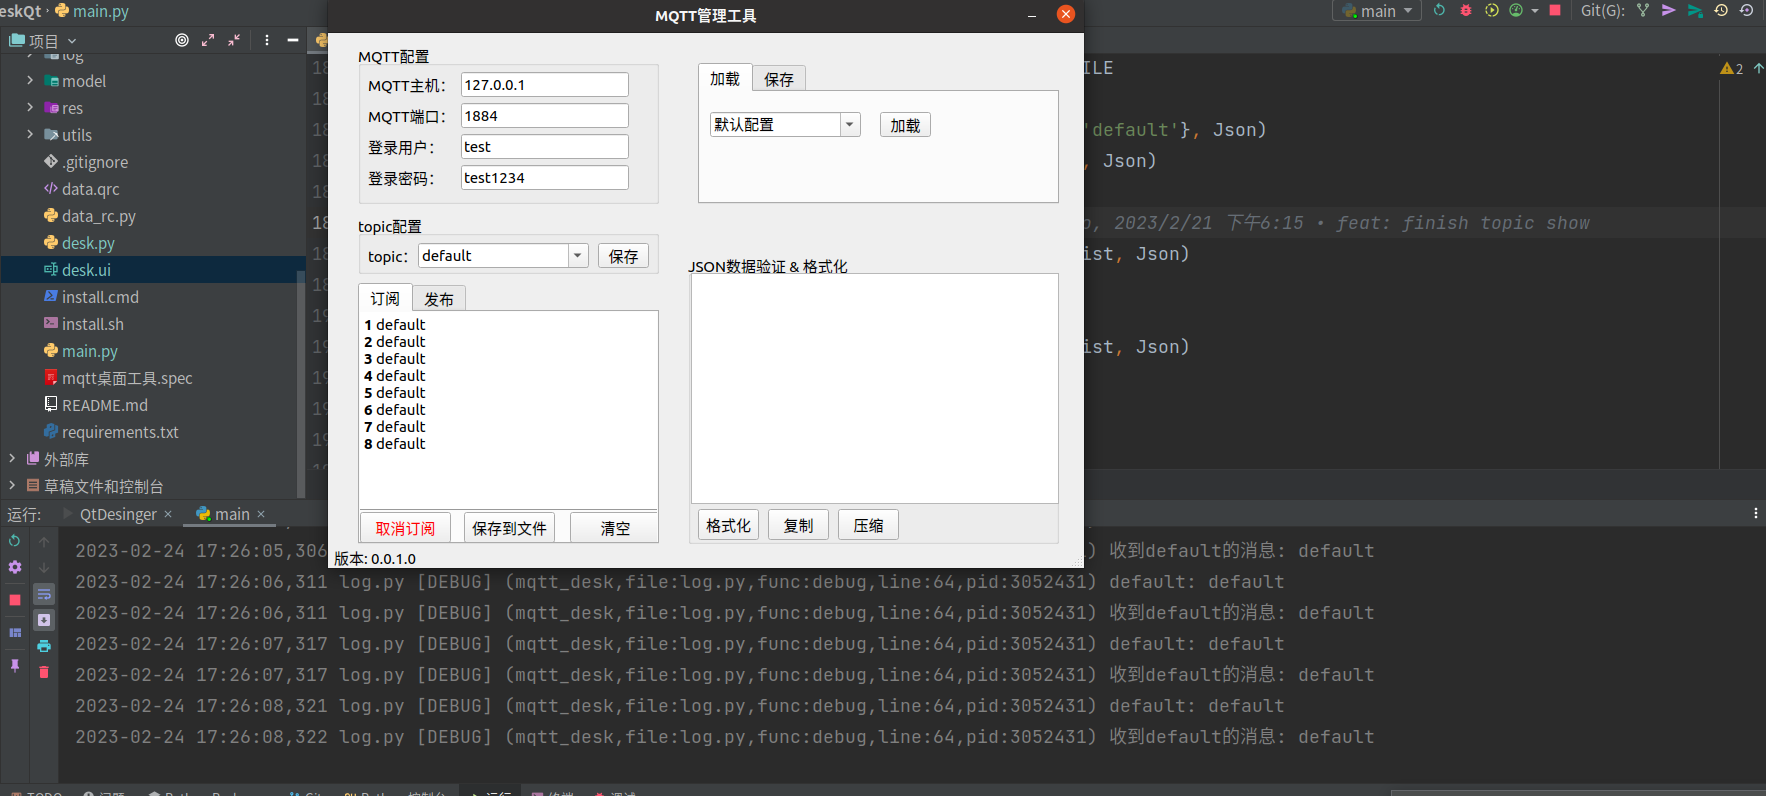 eskQt › main.py
main
Git(G):
项目
log
model
res
utils
.gitignore
data.qrc
data_rc.py
desk.py
desk.ui
install.cmd
install.sh
main.py
mqtt桌面工具.spec
README.md
requirements.txt
外部库
草稿文件和控制台
MQTT管理工具
MQTT配置
MQTT主机： 127.0.0.1
MQTT端口： 1884
登录用户： test
登录密码： test1234
加载 保存
默认配置 加载
topic配置
topic： default 保存
订阅 发布
1 default
2 default
3 default
4 default
5 default
6 default
7 default
8 default
取消订阅 保存到文件 清空
版本: 0.0.1.0
JSON数据验证 & 格式化
格式化 复制 压缩
ILE
2
'default'}, Json)
, Json)
, 2023/2/21 下午6:15 • feat: finish topic show
ist, Json)
ist, Json)
运行: QtDesinger × main ×
2023-02-24 17:26:05,306 ) 收到default的消息: default
2023-02-24 17:26:06,311 log.py [DEBUG] (mqtt_desk,file:log.py,func:debug,line:64,pid:3052431) default: default
2023-02-24 17:26:06,311 log.py [DEBUG] (mqtt_desk,file:log.py,func:debug,line:64,pid:3052431) 收到default的消息: default
2023-02-24 17:26:07,317 log.py [DEBUG] (mqtt_desk,file:log.py,func:debug,line:64,pid:3052431) default: default
2023-02-24 17:26:07,317 log.py [DEBUG] (mqtt_desk,file:log.py,func:debug,line:64,pid:3052431) 收到default的消息: default
2023-02-24 17:26:08,321 log.py [DEBUG] (mqtt_desk,file:log.py,func:debug,line:64,pid:3052431) default: default
2023-02-24 17:26:08,322 log.py [DEBUG] (mqtt_desk,file:log.py,func:debug,line:64,pid:3052431) 收到default的消息: default